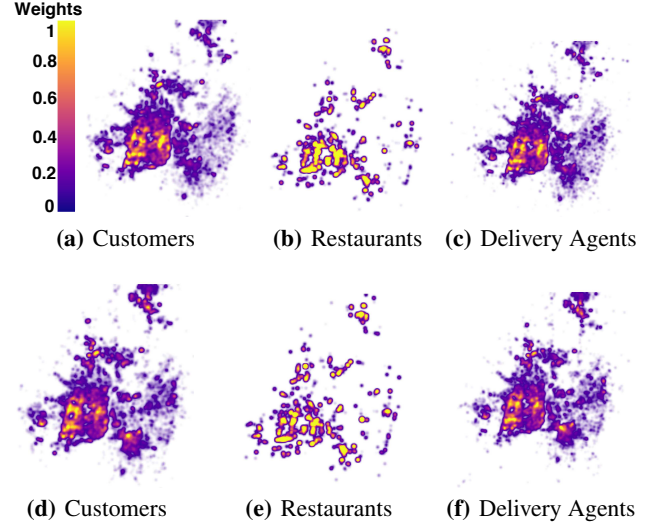 Weights
1
0.8
0.6
0.4
0.2
0
(a) Customers
(b) Restaurants
(c) Delivery Agents
(d) Customers
(e) Restaurants
(f) Delivery Agents